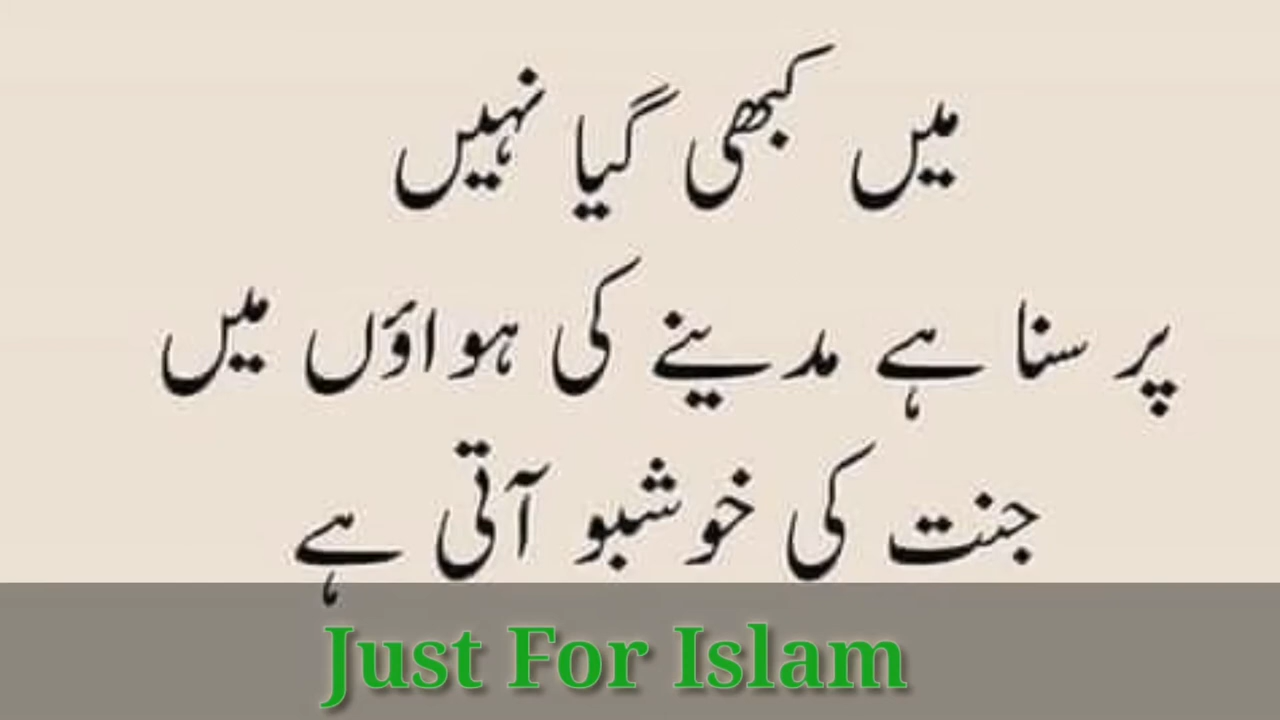 میں کبھی گیا نہیں
پر سنا ہے مدینے کی ہواؤں میں
جنت کی خوشبو آتی ہے
Just For Islam